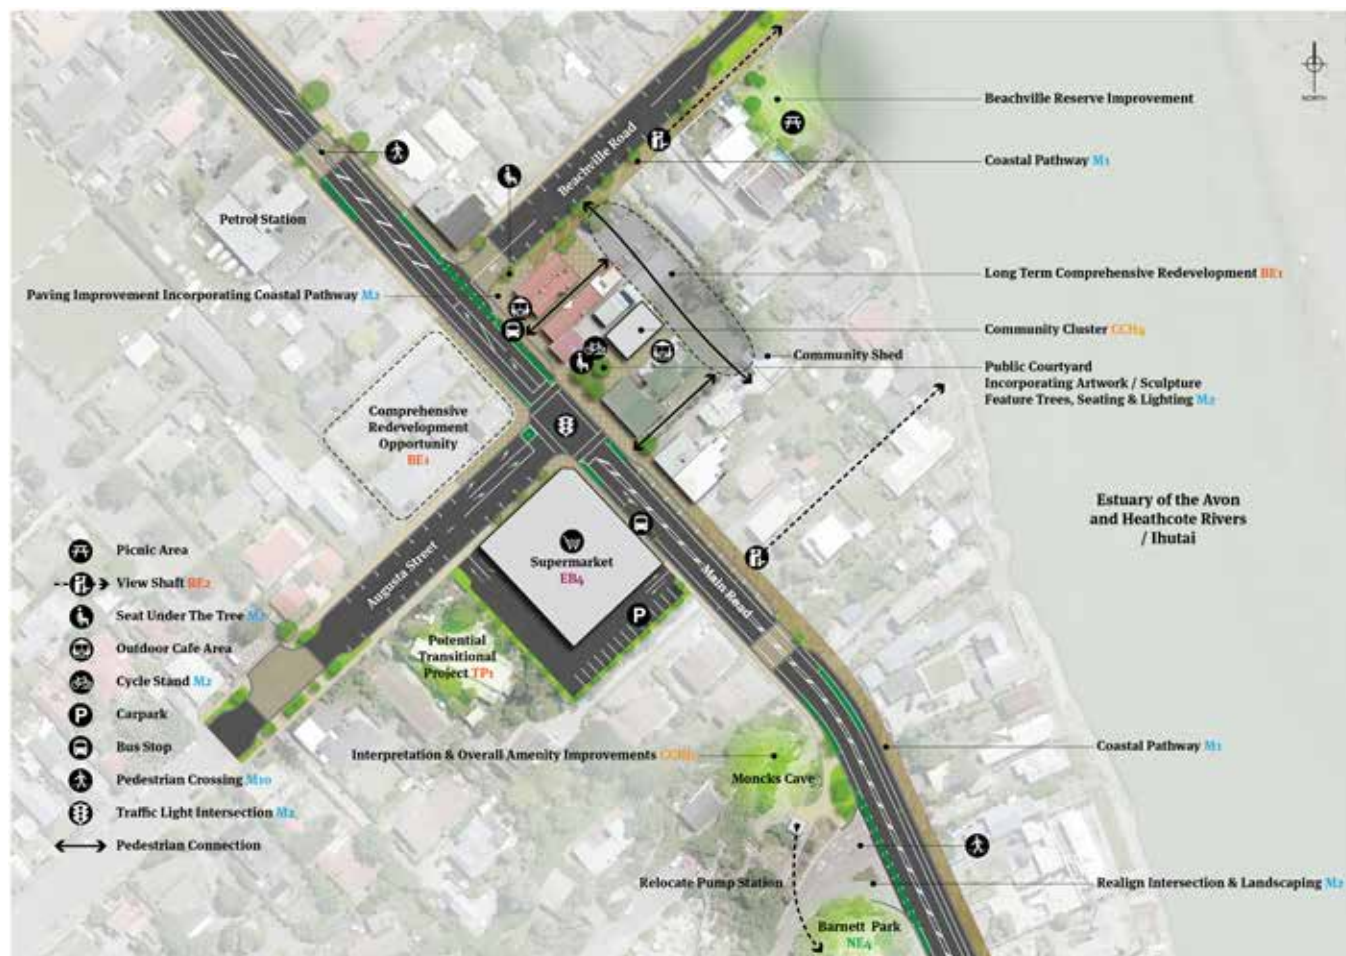 NORTH
Beachville Reserve Improvement
Beachville Road
Coastal Pathway M1
Petrol Station
Long Term Comprehensive Redevelopment BE1
Paving Improvement Incorporating Coastal Pathway M2
Community Cluster CCH4
Community Shed
Public Courtyard
Incorporating Artwork / Sculpture
Feature Trees, Seating & Lighting M2
Comprehensive
Redevelopment
Opportunity
BE1
Estuary of the Avon
and Heathcote Rivers
/ Ihutai
Supermarket
EB4
Augusta Street
Main Road
P
Potential
Transitional
Project TP1
Picnic Area
View Shaft BE2
Seat Under The Tree M2
Outdoor Cafe Area
Cycle Stand M2
P Carpark
Bus Stop
Pedestrian Crossing M10
Traffic Light Intersection M2
Pedestrian Connection
Interpretation & Overall Amenity Improvements
Moncks Cave
Coastal Pathway M1
Relocate Pump Station
Realign Intersection & Landscaping M2
Barnett Park
NE4